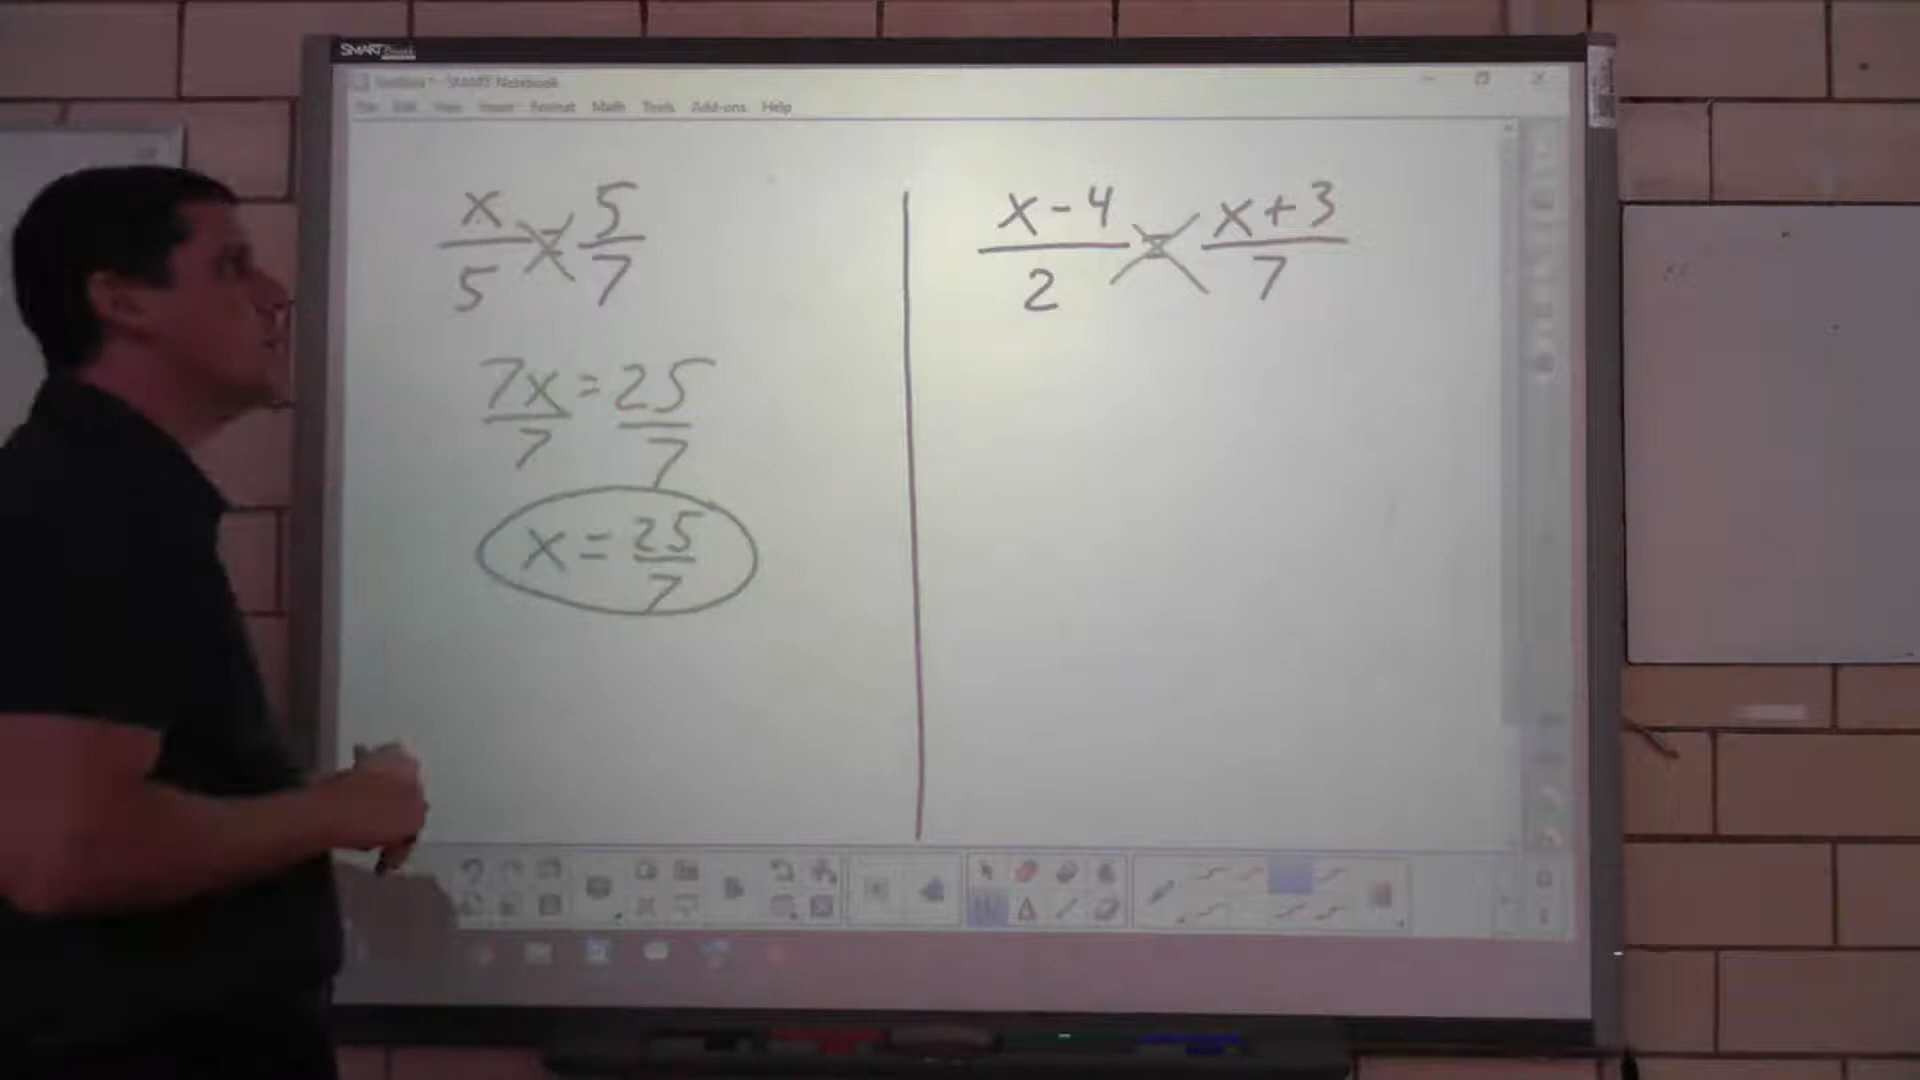 SMART
SMART Notebook
Edit View Insert Format Math Tools Add-ons Help
x/5 = 5/7
7x/7 = 25/7
x = 25/7
x-4/2 = x+3/7